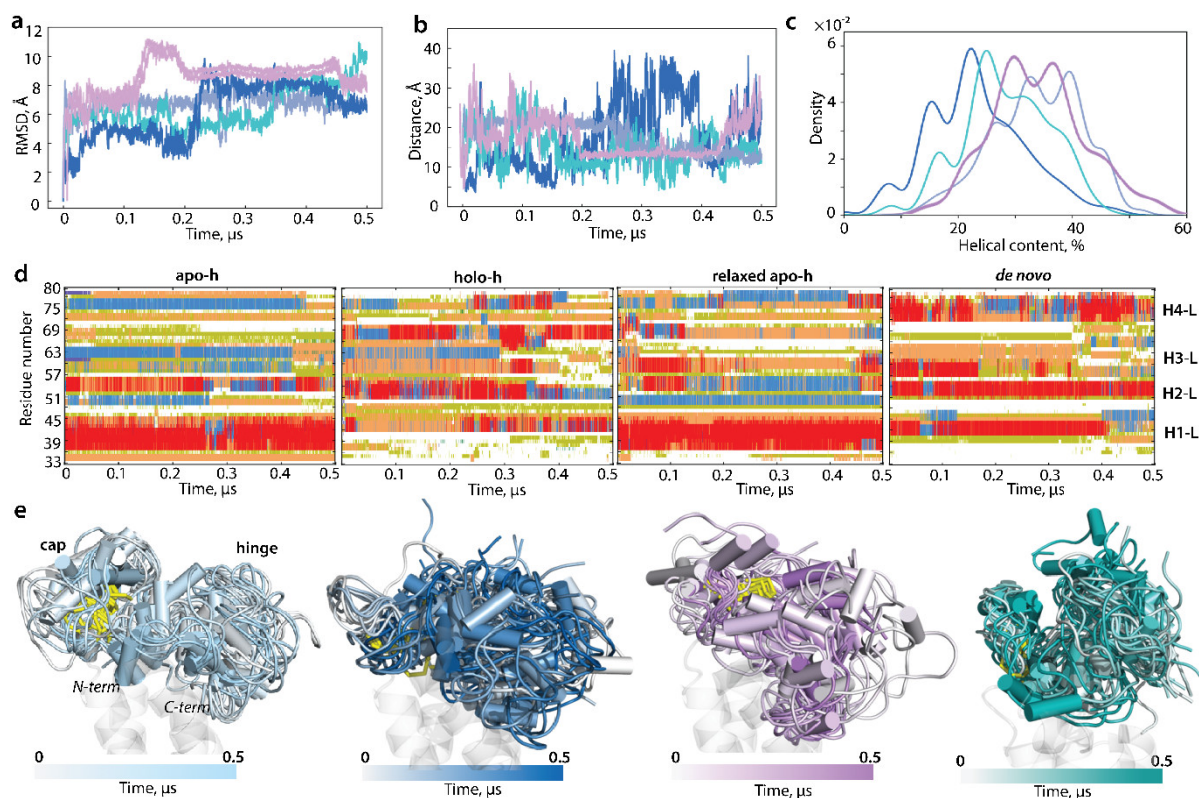 a
12
10
8
6
4
2
0
RMSD, Å
0 0.1 0.2 0.3 0.4 0.5
Time, µs
b
40
30
20
10
0
Distance, Å
0 0.1 0.2 0.3 0.4 0.5
Time, µs
c
×10⁻²
6
4
2
0
Density
0 20 40 60
Helical content, %
d
apo-h holo-h relaxed apo-h de novo
80
75
69
63
57
51
45
39
33
Residue number
H4-L
H3-L
H2-L
H1-L
0 0.1 0.2 0.3 0.4 0.5
Time, µs
0.1 0.2 0.3 0.4 0.5
Time, µs
0.1 0.2 0.3 0.4 0.5
Time, µs
0.1 0.2 0.3 0.4 0.5
Time, µs
e
cap hinge
N-term
C-term
0 0.5
Time, µs
0 0.5
Time, µs
0 0.5
Time, µs
0 0.5
Time, µs